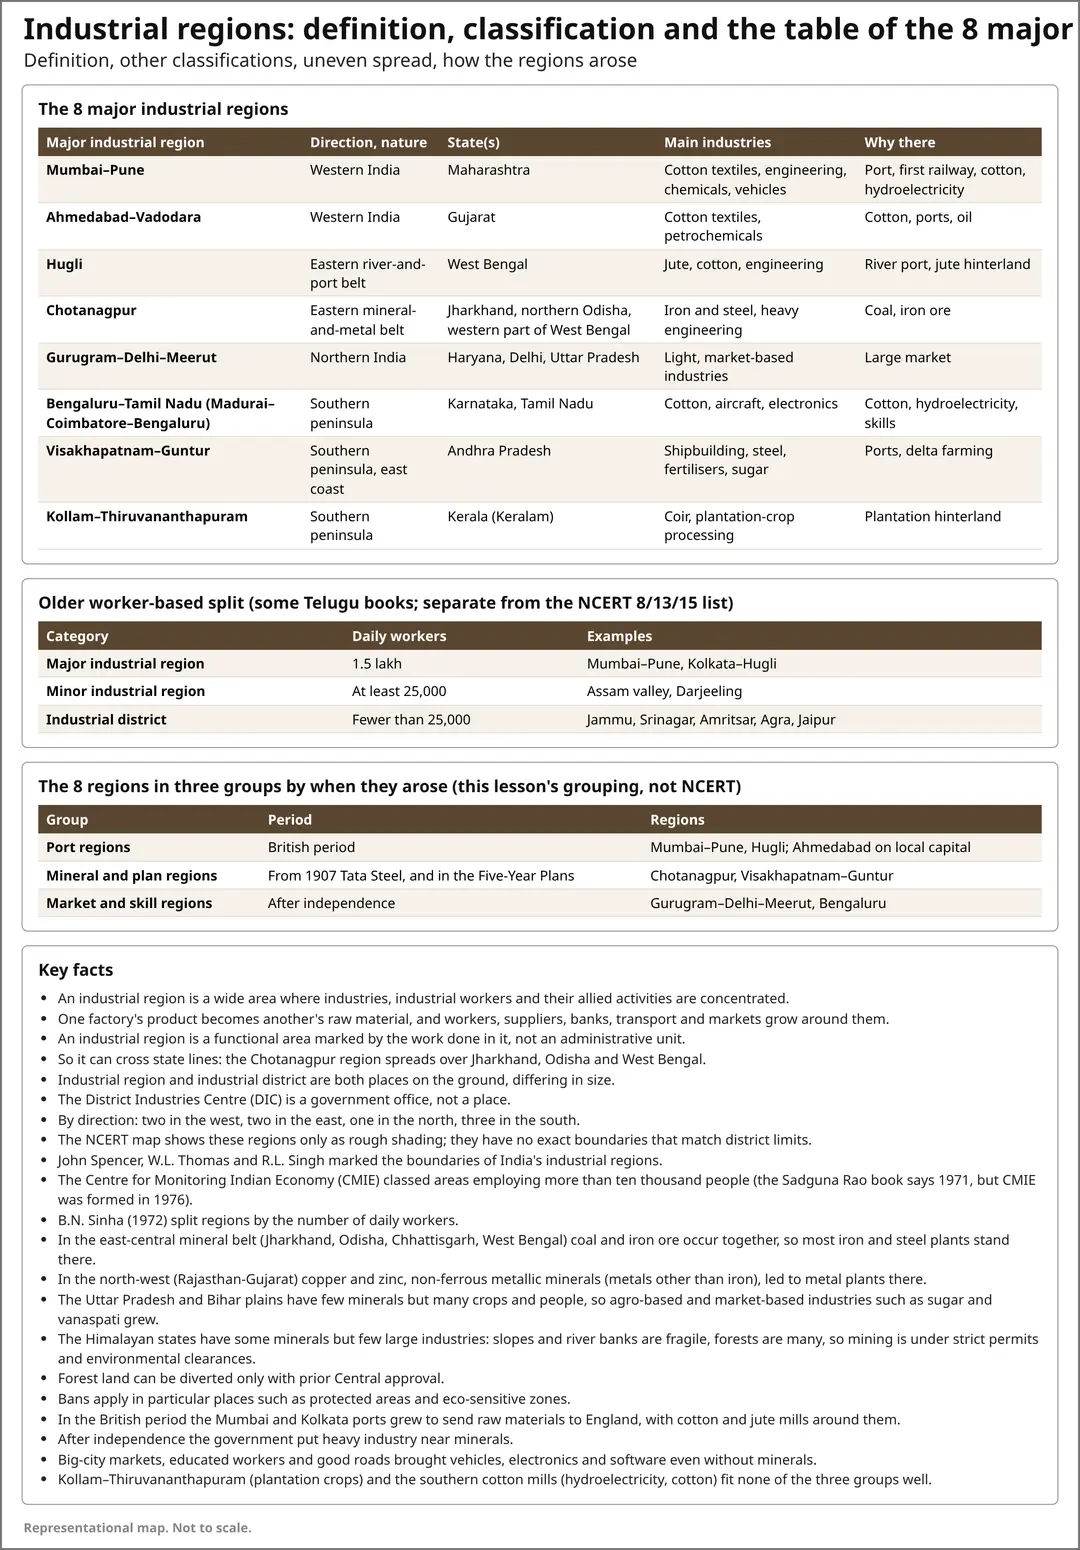 Industrial regions: definition, classification and the table of the 8 major
Definition, other classifications, uneven spread, how the regions arose
The 8 major industrial regions
Major industrial region Direction, nature State(s) Main industries Why there
Mumbai–Pune Western India Maharashtra Cotton textiles, engineering, chemicals, vehicles Port, first railway, cotton, hydroelectricity
Ahmedabad–Vadodara Western India Gujarat Cotton textiles, petrochemicals Cotton, ports, oil
Hugli Eastern river-and-port belt West Bengal Jute, cotton, engineering River port, jute hinterland
Chotanagpur Eastern mineral-and-metal belt Jharkhand, northern Odisha, western part of West Bengal Iron and steel, heavy engineering Coal, iron ore
Gurugram–Delhi–Meerut Northern India Haryana, Delhi, Uttar Pradesh Light, market-based industries Large market
Bengaluru–Tamil Nadu (Madurai–Coimbatore–Bengaluru) Southern peninsula Karnataka, Tamil Nadu Cotton, aircraft, electronics Cotton, hydroelectricity, skills
Visakhapatnam–Guntur Southern peninsula, east coast Andhra Pradesh Shipbuilding, steel, fertilisers, sugar Ports, delta farming
Kollam–Thiruvananthapuram Southern peninsula Kerala (Keralam) Coir, plantation-crop processing Plantation hinterland
Older worker-based split (some Telugu books; separate from the NCERT 8/13/15 list)
Category Daily workers Examples
Major industrial region 1.5 lakh Mumbai–Pune, Kolkata–Hugli
Minor industrial region At least 25,000 Assam valley, Darjeeling
Industrial district Fewer than 25,000 Jammu, Srinagar, Amritsar, Agra, Jaipur
The 8 regions in three groups by when they arose (this lesson's grouping, not NCERT)
Group Period Regions
Port regions British period Mumbai–Pune, Hugli; Ahmedabad on local capital
Mineral and plan regions From 1907 Tata Steel, and in the Five-Year Plans Chotanagpur, Visakhapatnam–Guntur
Market and skill regions After independence Gurugram–Delhi–Meerut, Bengaluru
Key facts
• An industrial region is a wide area where industries, industrial workers and their allied activities are concentrated.
• One factory's product becomes another's raw material, and workers, suppliers, banks, transport and markets grow around them.
• An industrial region is a functional area marked by the work done in it, not an administrative unit.
• So it can cross state lines: the Chotanagpur region spreads over Jharkhand, Odisha and West Bengal.
• Industrial region and industrial district are both places on the ground, differing in size.
• The District Industries Centre (DIC) is a government office, not a place.
• By direction: two in the west, two in the east, one in the north, three in the south.
• The NCERT map shows these regions only as rough shading; they have no exact boundaries that match district limits.
• John Spencer, W.L. Thomas and R.L. Singh marked the boundaries of India's industrial regions.
• The Centre for Monitoring Indian Economy (CMIE) classed areas employing more than ten thousand people (the Sadguna Rao book says 1971, but CMIE
was formed in 1976).
• B.N. Sinha (1972) split regions by the number of daily workers.
• In the east-central mineral belt (Jharkhand, Odisha, Chhattisgarh, West Bengal) coal and iron ore occur together, so most iron and steel plants stand
there.
• In the north-west (Rajasthan-Gujarat) copper and zinc, non-ferrous metallic minerals (metals other than iron), led to metal plants there.
• The Uttar Pradesh and Bihar plains have few minerals but many crops and people, so agro-based and market-based industries such as sugar and
vanaspati grew.
• The Himalayan states have some minerals but few large industries: slopes and river banks are fragile, forests are many, so mining is under strict permits
and environmental clearances.
• Forest land can be diverted only with prior Central approval.
• Bans apply in particular places such as protected areas and eco-sensitive zones.
• In the British period the Mumbai and Kolkata ports grew to send raw materials to England, with cotton and jute mills around them.
• After independence the government put heavy industry near minerals.
• Big-city markets, educated workers and good roads brought vehicles, electronics and software even without minerals.
• Kollam–Thiruvananthapuram (plantation crops) and the southern cotton mills (hydroelectricity, cotton) fit none of the three groups well.
Representational map. Not to scale.